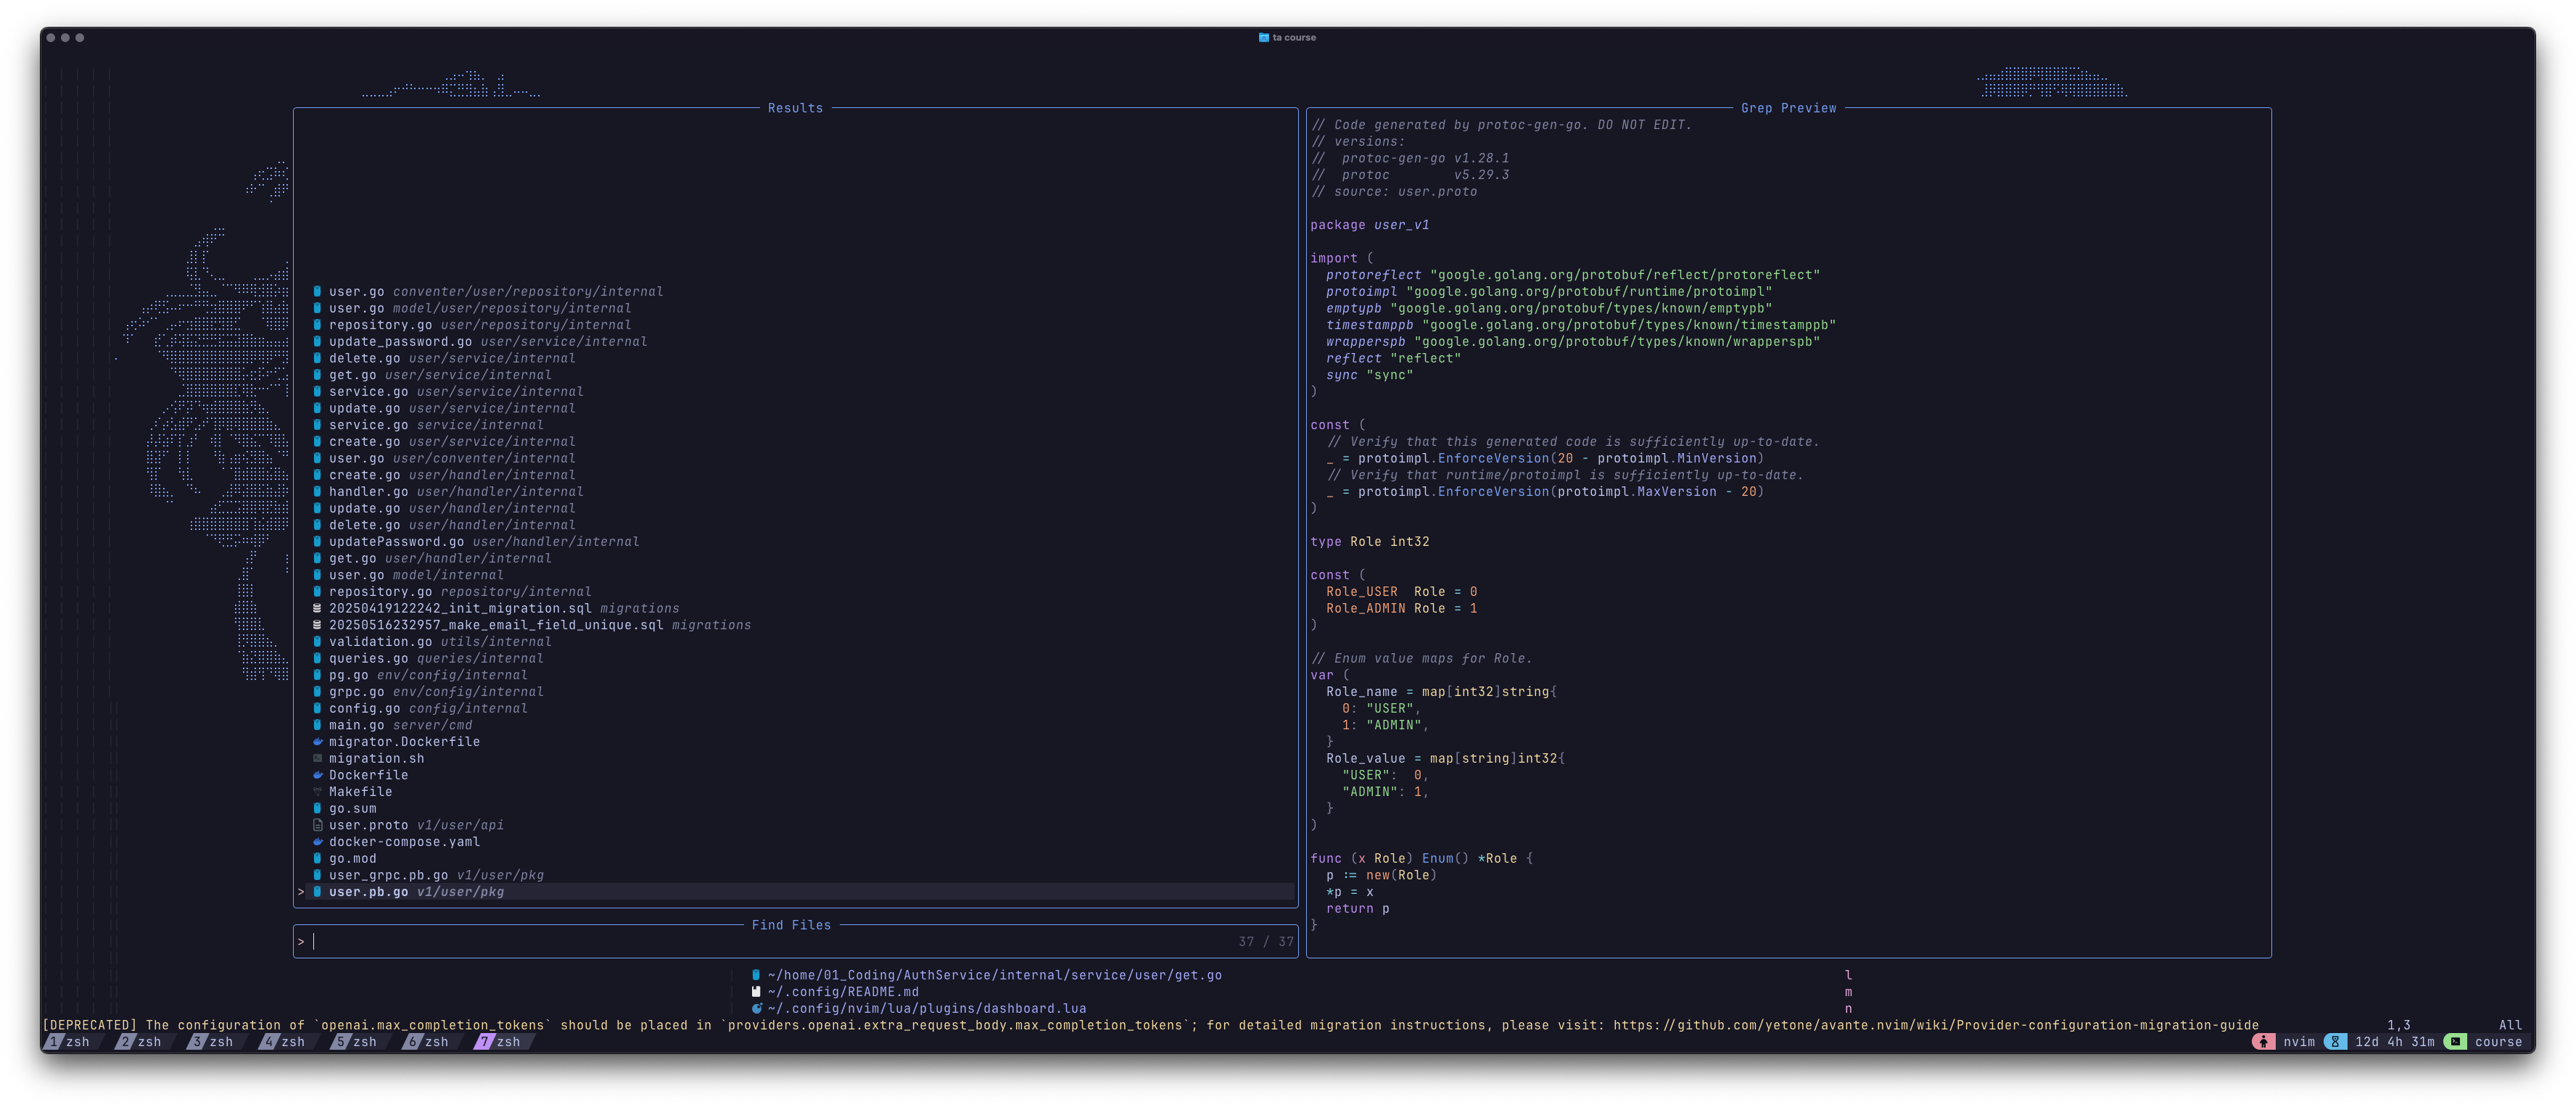 ta course
Results
user.go conventer/user/repository/internal
user.go model/user/repository/internal
repository.go user/repository/internal
update_password.go user/service/internal
delete.go user/service/internal
get.go user/service/internal
service.go user/service/internal
update.go user/service/internal
service.go service/internal
create.go user/service/internal
user.go user/conventer/internal
create.go user/handler/internal
handler.go user/handler/internal
update.go user/handler/internal
delete.go user/handler/internal
updatePassword.go user/handler/internal
get.go user/handler/internal
user.go model/internal
repository.go repository/internal
20250419122242_init_migration.sql migrations
20250516232957_make_email_field_unique.sql migrations
validation.go utils/internal
queries.go queries/internal
pg.go env/config/internal
grpc.go env/config/internal
config.go config/internal
main.go server/cmd
migrator.Dockerfile
migration.sh
Dockerfile
Makefile
go.sum
user.proto v1/user/api
docker-compose.yaml
go.mod
user_grpc.pb.go v1/user/pkg
> user.pb.go v1/user/pkg
Find Files
> 37 / 37
Grep Preview
// Code generated by protoc-gen-go. DO NOT EDIT.
// versions:
//  protoc-gen-go v1.28.1
//  protoc        v5.29.3
// source: user.proto
package user_v1
import (
  protoreflect "google.golang.org/protobuf/reflect/protoreflect"
  protoimpl "google.golang.org/protobuf/runtime/protoimpl"
  emptypb "google.golang.org/protobuf/types/known/emptypb"
  timestamppb "google.golang.org/protobuf/types/known/timestamppb"
  wrapperspb "google.golang.org/protobuf/types/known/wrapperspb"
  reflect "reflect"
  sync "sync"
)
const (
  // Verify that this generated code is sufficiently up-to-date.
  _ = protoimpl.EnforceVersion(20 - protoimpl.MinVersion)
  // Verify that runtime/protoimpl is sufficiently up-to-date.
  _ = protoimpl.EnforceVersion(protoimpl.MaxVersion - 20)
)
type Role int32
const (
  Role_USER  Role = 0
  Role_ADMIN Role = 1
)
// Enum value maps for Role.
var (
  Role_name = map[int32]string{
    0: "USER",
    1: "ADMIN",
  }
  Role_value = map[string]int32{
    "USER":  0,
    "ADMIN": 1,
  }
)
func (x Role) Enum() *Role {
  p := new(Role)
  *p = x
  return p
}
~/home/01_Coding/AuthService/internal/service/user/get.go l
~/.config/README.md m
~/.config/nvim/lua/plugins/dashboard.lua n
[DEPRECATED] The configuration of `openai.max_completion_tokens` should be placed in `providers.openai.extra_request_body.max_completion_tokens`; for detailed migration instructions, please visit: https://github.com/yetone/avante.nvim/wiki/Provider-configuration-migration-guide 1,3 All
1 zsh 2 zsh 3 zsh 4 zsh 5 zsh 6 zsh 7 zsh nvim 12d 4h 31m course